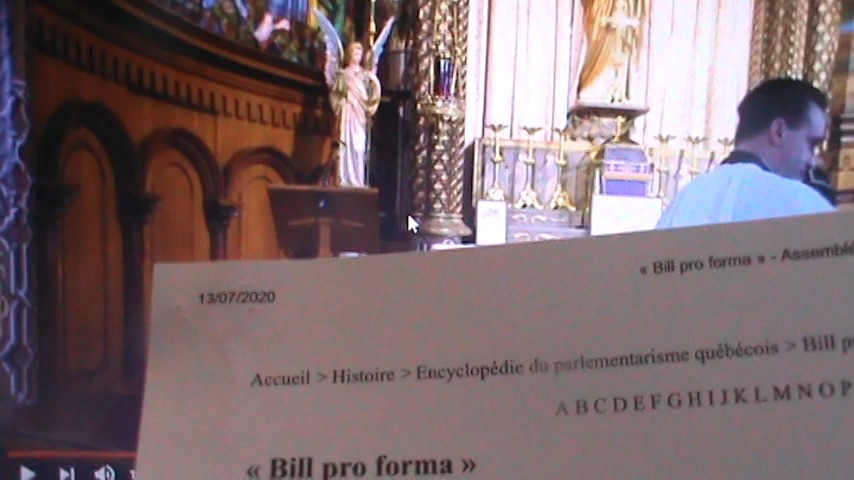 13/07/2020
« Bill pro forma » - Assemblé
Accueil > Histoire > Encyclopédie du parlementarisme québécois > Bill p
A B C D E F G H I J K L M N O P
« Bill pro forma »